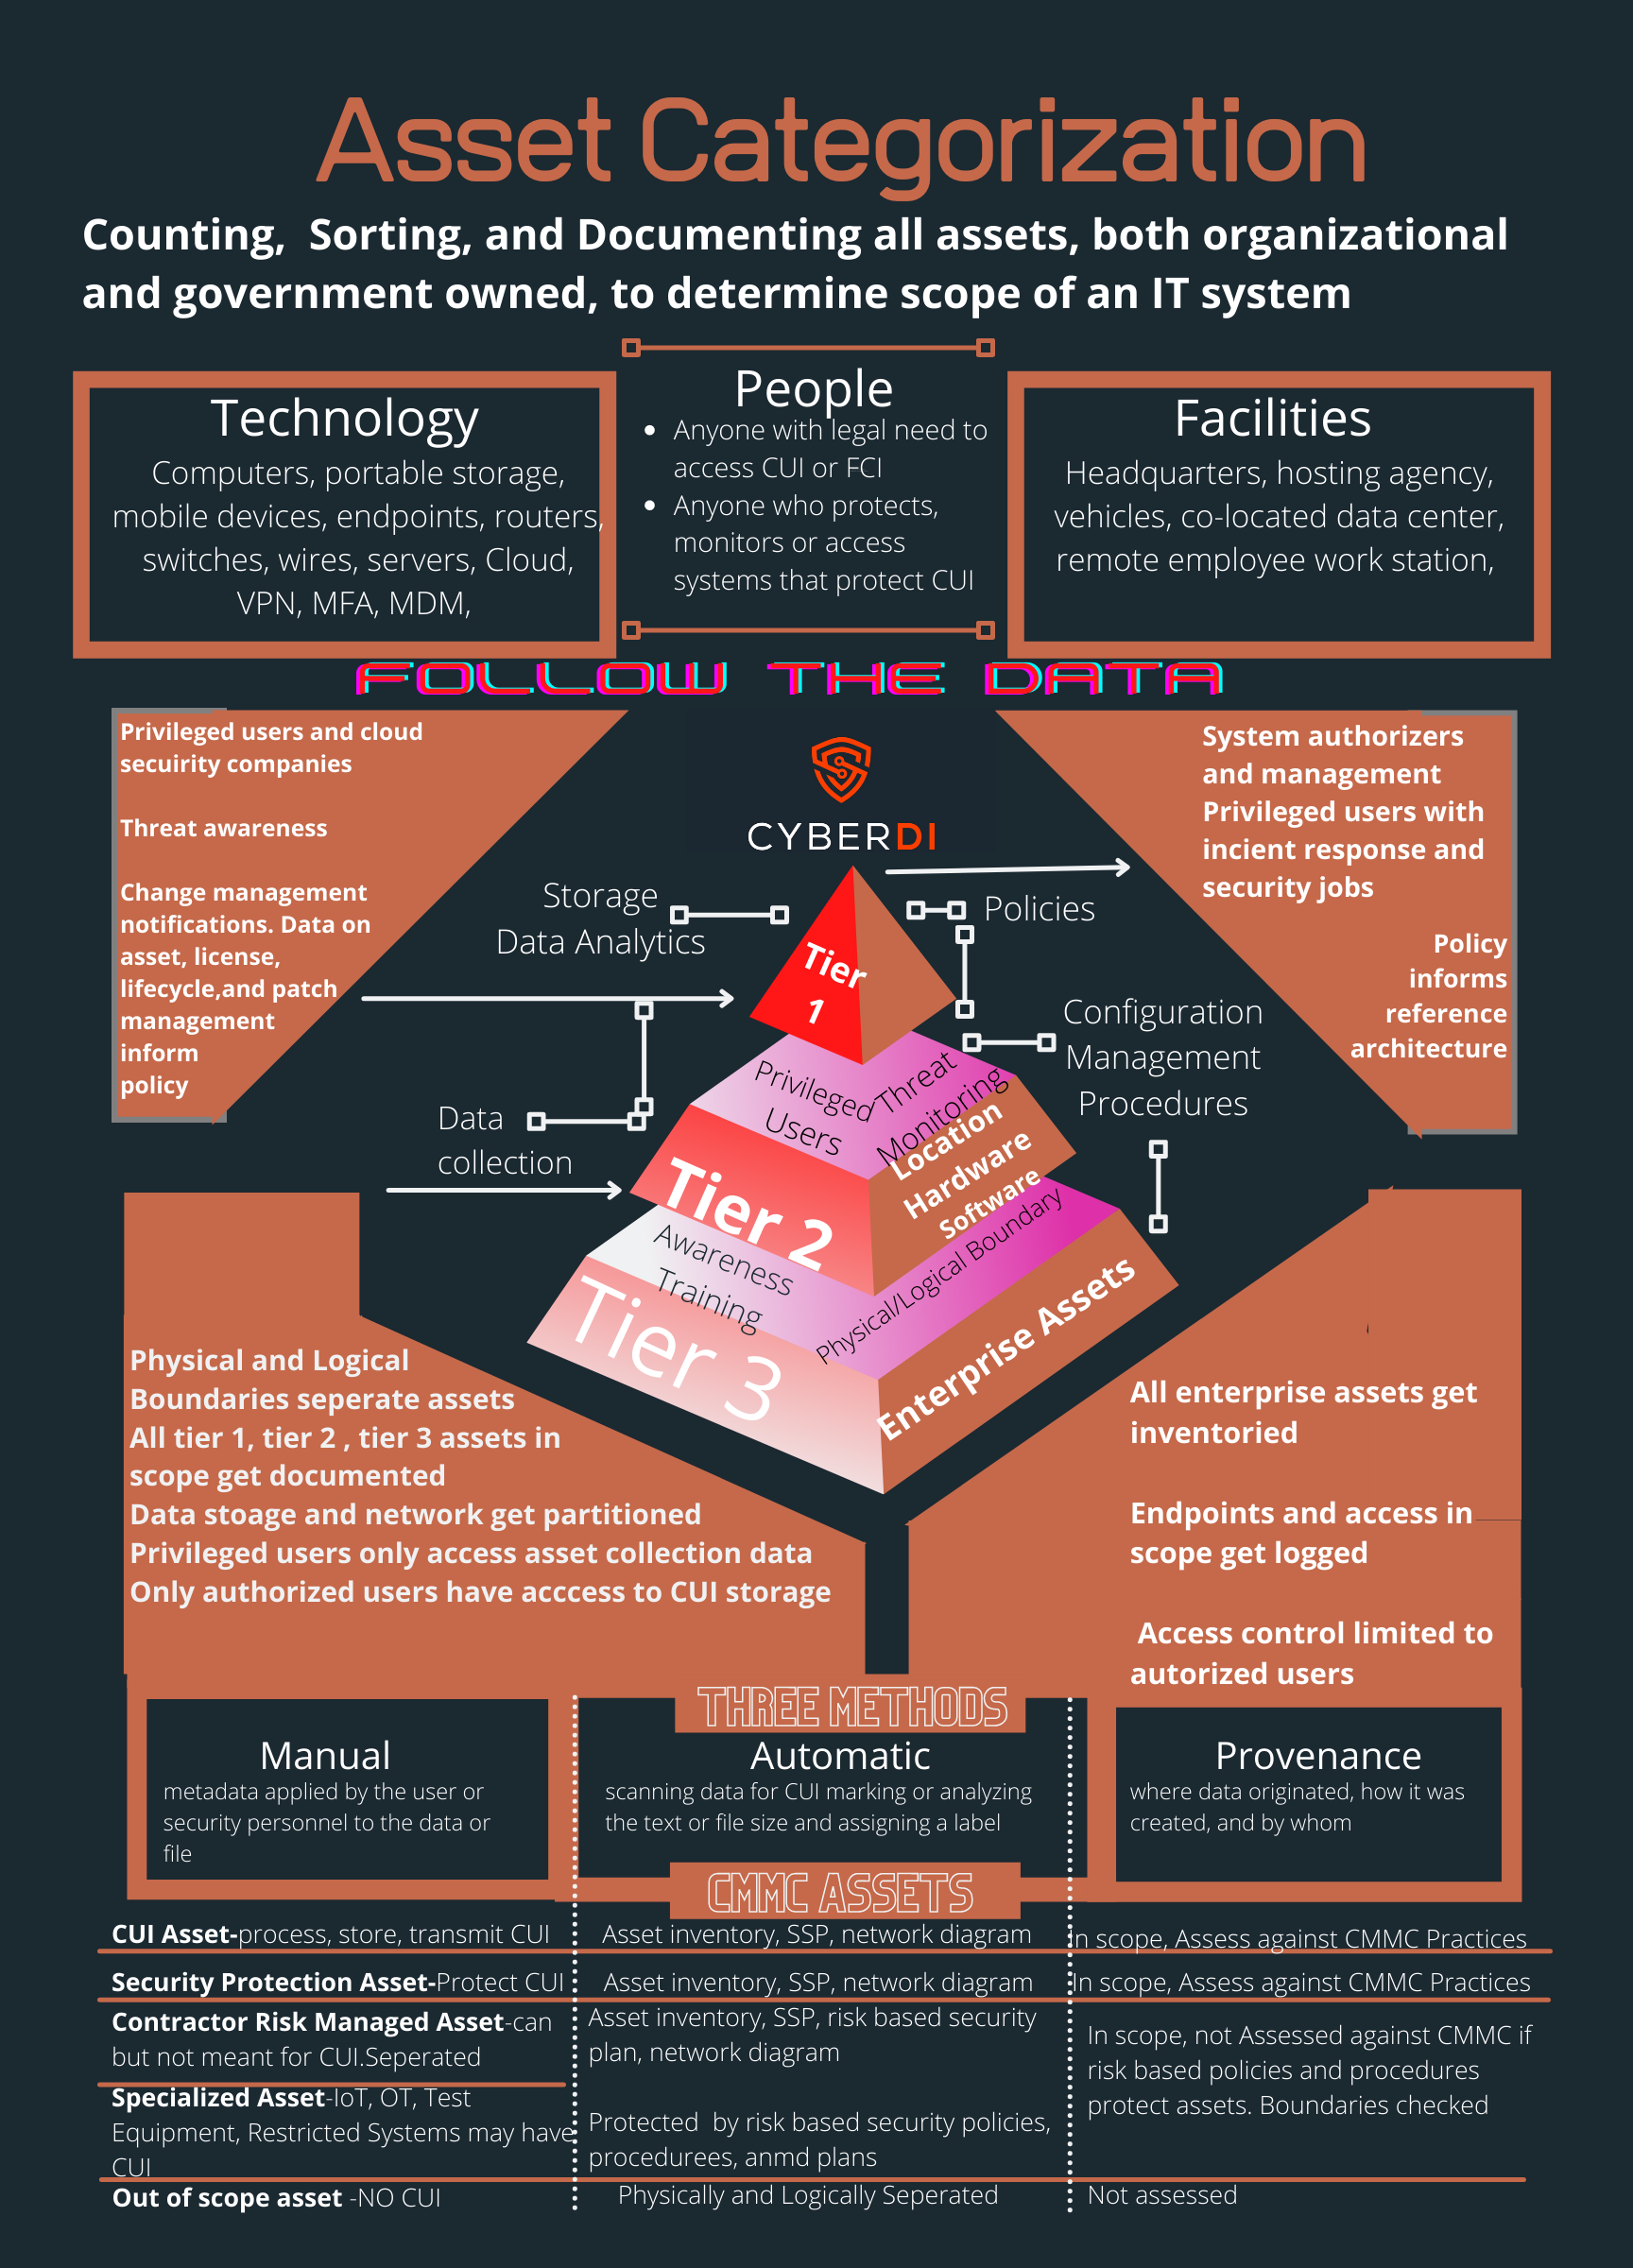 Asset Categorization
Counting,  Sorting, and Documenting all assets, both organizational
and government owned, to determine scope of an IT system
Technology
Computers, portable storage,
mobile devices, endpoints, routers,
switches, wires, servers, Cloud,
VPN, MFA, MDM,
People
• Anyone with legal need to
access CUI or FCI
• Anyone who protects,
monitors or access
systems that protect CUI
Facilities
Headquarters, hosting agency,
vehicles, co-located data center,
remote employee work station,
FOLLOW THE DATA
Privileged users and cloud
secuirity companies
Threat awareness
Change management
notifications. Data on
asset, license,
lifecycle,and patch
management
inform
policy
CYBERDI
System authorizers
and management
Privileged users with
incient response and
security jobs
Policy
informs
reference
architecture
Storage
Data Analytics
Policies
Configuration
Management
Procedures
Data
collection
Tier
1
Privileged
Users
Threat
Monitoring
Tier 2
Location
Hardware
Software
Awareness
Training
Physical/Logical Boundary
Tier 3
Enterprise Assets
Physical and Logical
Boundaries seperate assets
All tier 1, tier 2 , tier 3 assets in
scope get documented
Data stoage and network get partitioned
Privileged users only access asset collection data
Only authorized users have acccess to CUI storage
All enterprise assets get
inventoried
Endpoints and access in
scope get logged
Access control limited to
autorized users
THREE METHODS
Manual
metadata applied by the user or
security personnel to the data or
file
Automatic
scanning data for CUI marking or analyzing
the text or file size and assigning a label
Provenance
where data originated, how it was
created, and by whom
CMMC ASSETS
CUI Asset-process, store, transmit CUI
Asset inventory, SSP, network diagram
In scope, Assess against CMMC Practices
Security Protection Asset-Protect CUI
Asset inventory, SSP, network diagram
In scope, Assess against CMMC Practices
Contractor Risk Managed Asset-can
but not meant for CUI.Seperated
Asset inventory, SSP, risk based security
plan, network diagram
In scope, not Assessed against CMMC if
risk based policies and procedures
protect assets. Boundaries checked
Specialized Asset-IoT, OT, Test
Equipment, Restricted Systems may have
CUI
Protected  by risk based security policies,
procedurees, anmd plans
Out of scope asset -NO CUI
Physically and Logically Seperated
Not assessed